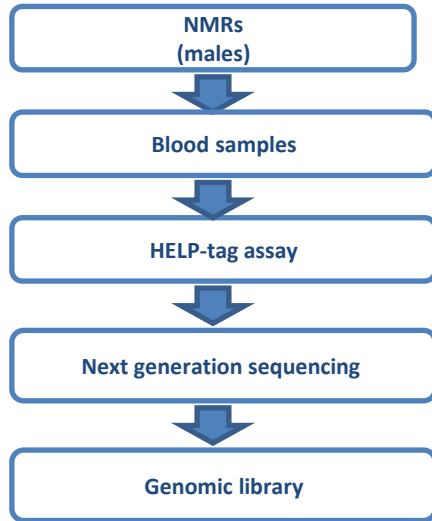 NMRs
(males)
Blood samples
HELP-tag assay
Next generation sequencing
Genomic library